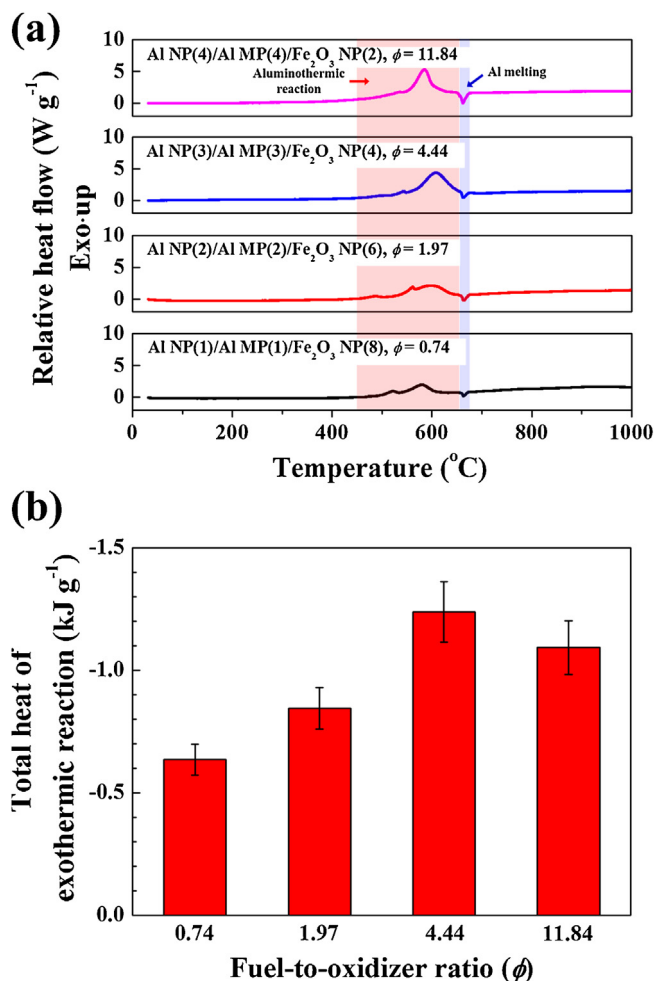 (a)
Al NP(4)/Al MP(4)/Fe₂O₃ NP(2), ϕ = 11.84
Aluminothermic
reaction
Al melting
10
5
0
Al NP(3)/Al MP(3)/Fe₂O₃ NP(4), ϕ = 4.44
10
5
0
Al NP(2)/Al MP(2)/Fe₂O₃ NP(6), ϕ = 1.97
10
5
0
Al NP(1)/Al MP(1)/Fe₂O₃ NP(8), ϕ = 0.74
10
5
0
Relative heat flow (W g⁻¹)
Exo·up
0 200 400 600 800 1000
Temperature (°C)
(b)
-1.5
-1.0
-0.5
0.0
Total heat of
exothermic reaction (kJ g⁻¹)
0.74 1.97 4.44 11.84
Fuel-to-oxidizer ratio (ϕ)